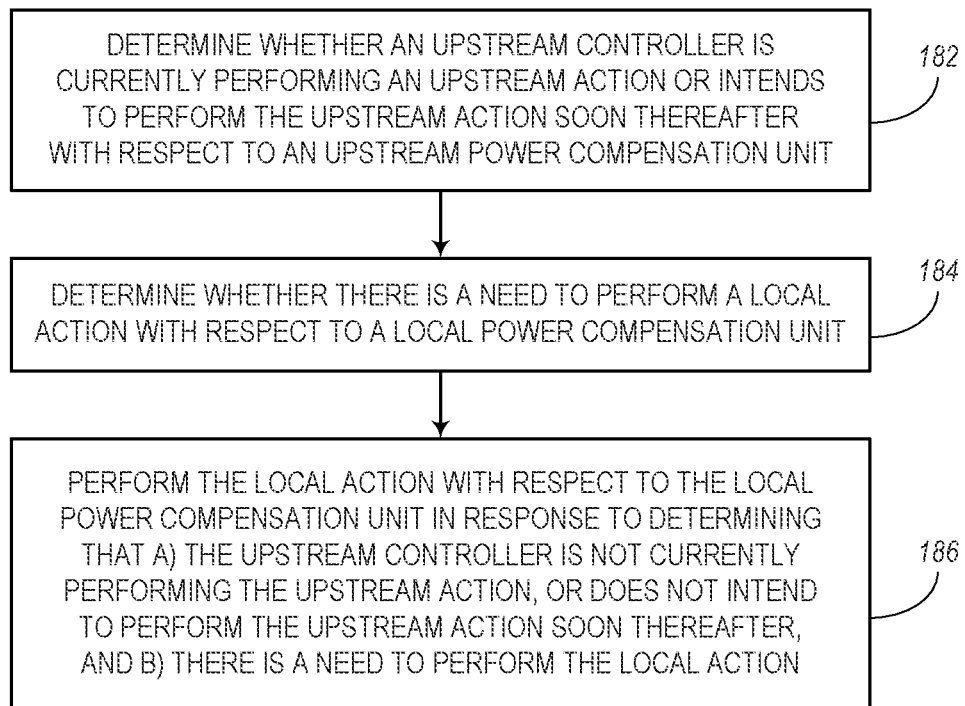 DETERMINE WHETHER AN UPSTREAM CONTROLLER IS
CURRENTLY PERFORMING AN UPSTREAM ACTION OR INTENDS
TO PERFORM THE UPSTREAM ACTION SOON THEREAFTER
WITH RESPECT TO AN UPSTREAM POWER COMPENSATION UNIT
182
DETERMINE WHETHER THERE IS A NEED TO PERFORM A LOCAL
ACTION WITH RESPECT TO A LOCAL POWER COMPENSATION UNIT
184
PERFORM THE LOCAL ACTION WITH RESPECT TO THE LOCAL
POWER COMPENSATION UNIT IN RESPONSE TO DETERMINING
THAT A) THE UPSTREAM CONTROLLER IS NOT CURRENTLY
PERFORMING THE UPSTREAM ACTION, OR DOES NOT INTEND
TO PERFORM THE UPSTREAM ACTION SOON THEREAFTER,
AND B) THERE IS A NEED TO PERFORM THE LOCAL ACTION
186